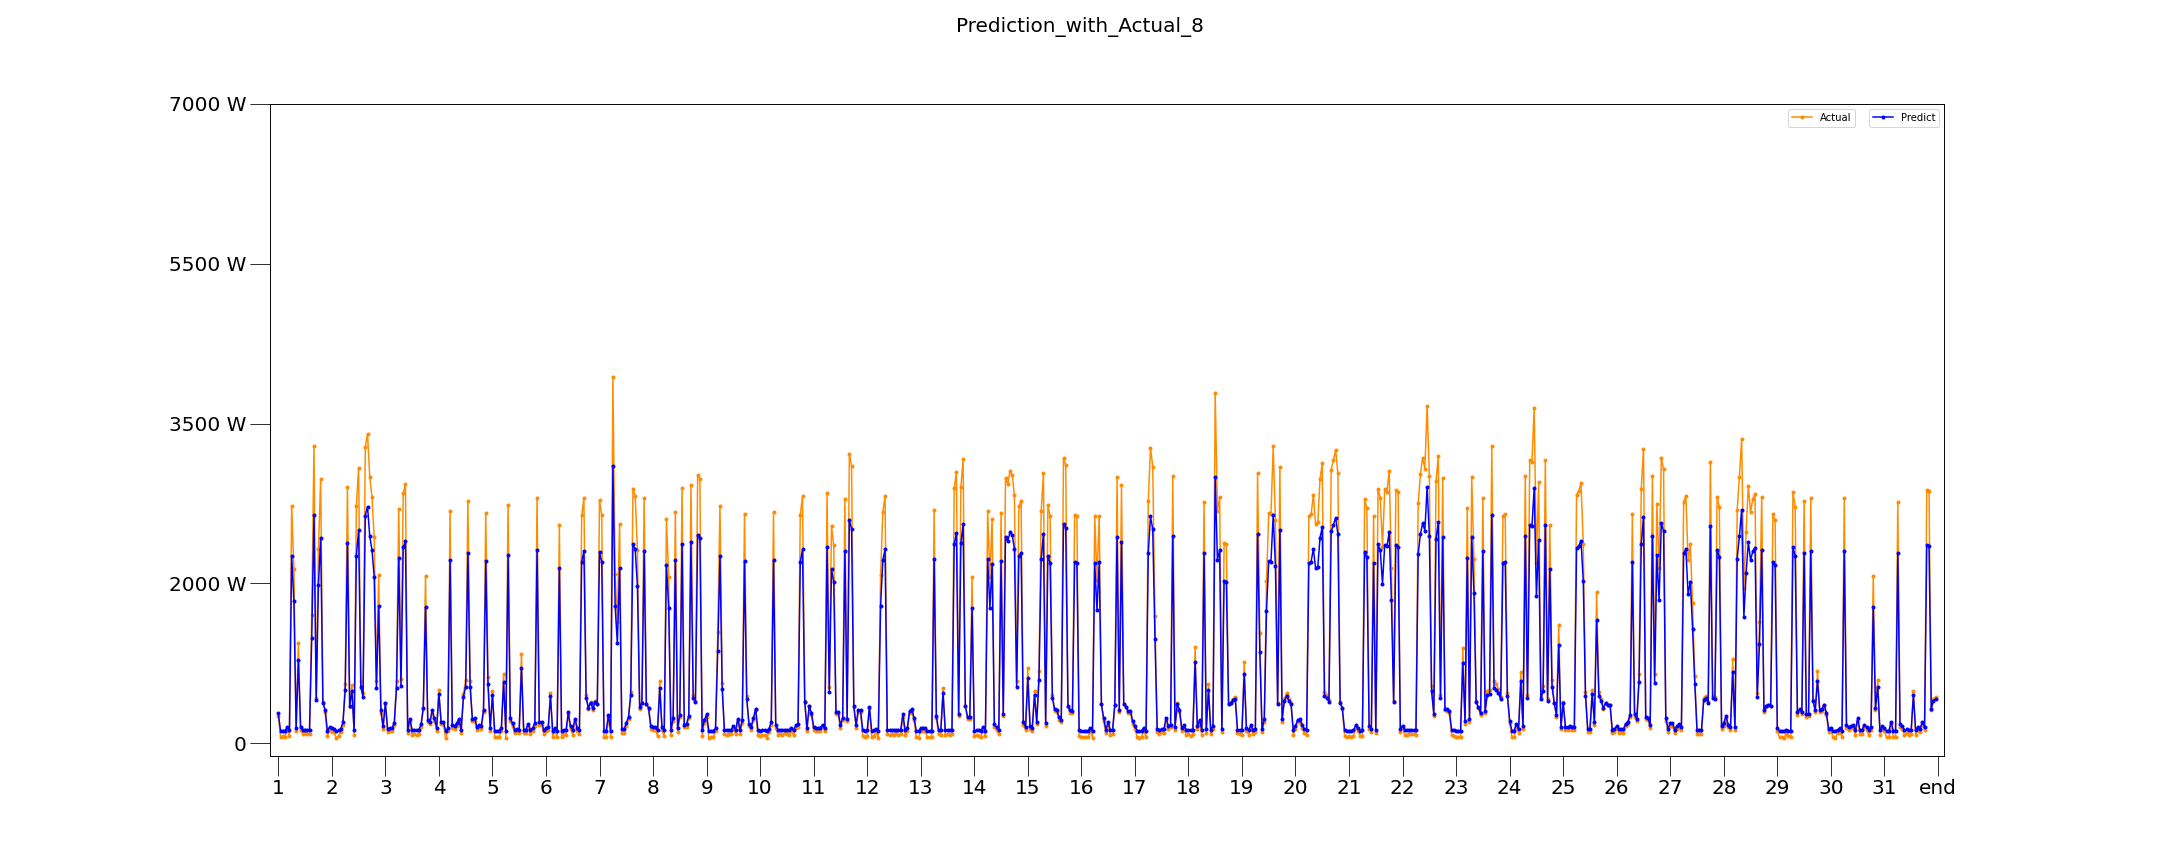 Prediction_with_Actual_8
7000 W
Actual Predict
5500 W
3500 W
2000 W
0
1 2 3 4 5 6 7 8 9 10 11 12 13 14 15 16 17 18 19 20 21 22 23 24 25 26 27 28 29 30 31 end